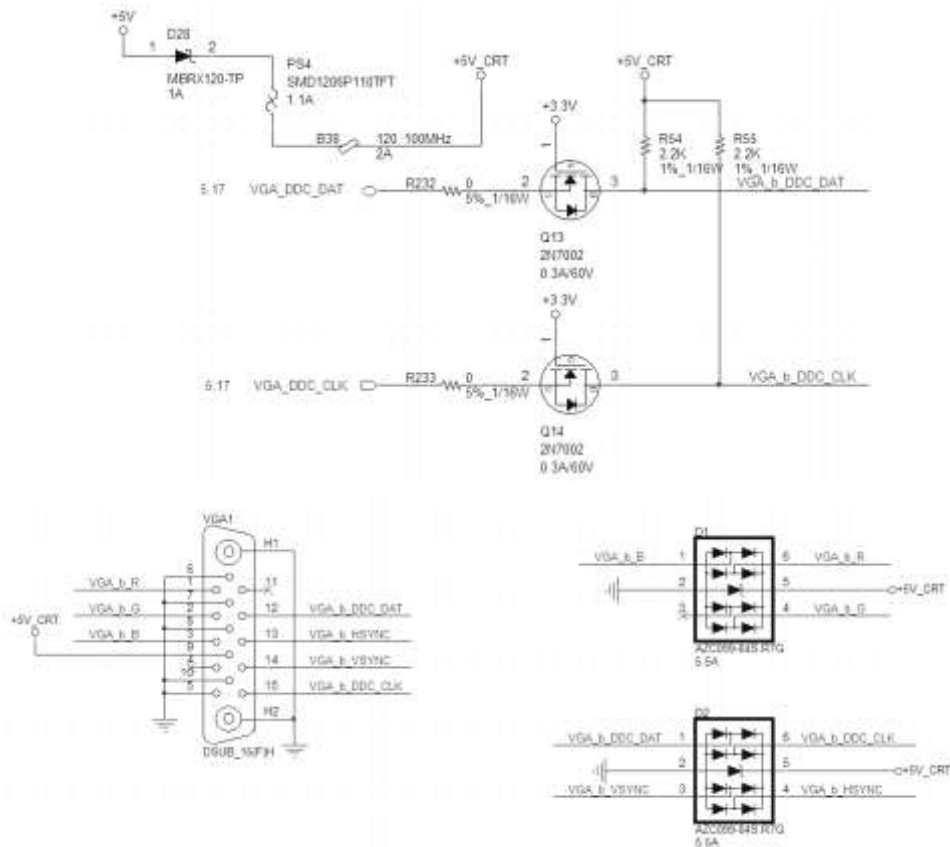 +5V
D28
1
2
MBRX120-TP
1A
PS4
SMD1206P110TFT
1.1A
B38
120 100MHz
2A
+5V_CRT
+5V_CRT
+3.3V
1
R54
2.2K
1%_1/16W
R55
2.2K
1%_1/16W
5.17 VGA_DDC_DAT
R232
0
5%_1/16W
2
3
VGA_b_DDC_DAT
Q13
2N7002
0.3A/60V
+3.3V
1
5.17 VGA_DDC_CLK
R233
0
5%_1/16W
2
3
VGA_b_DDC_CLK
Q14
2N7002
0.3A/60V
VGA1
H1
6
VGA_b_R 1
11
7
VGA_b_G 2
12 VGA_b_DDC_DAT
8
+5V_CRT
VGA_b_B 3
13 VGA_b_HSYNC
9
4
14 VGA_b_VSYNC
10
5
15 VGA_b_DDC_CLK
H2
D1
VGA_b_B 1
6 VGA_b_R
2
5
+5V_CRT
3
4 VGA_b_G
AZC099-04S.R7G
5.5A
D2
VGA_b_DDC_DAT 1
6 VGA_b_DDC_CLK
2
5
+5V_CRT
VGA_b_VSYNC 3
4 VGA_b_HSYNC
AZC099-04S.R7G
5.5A